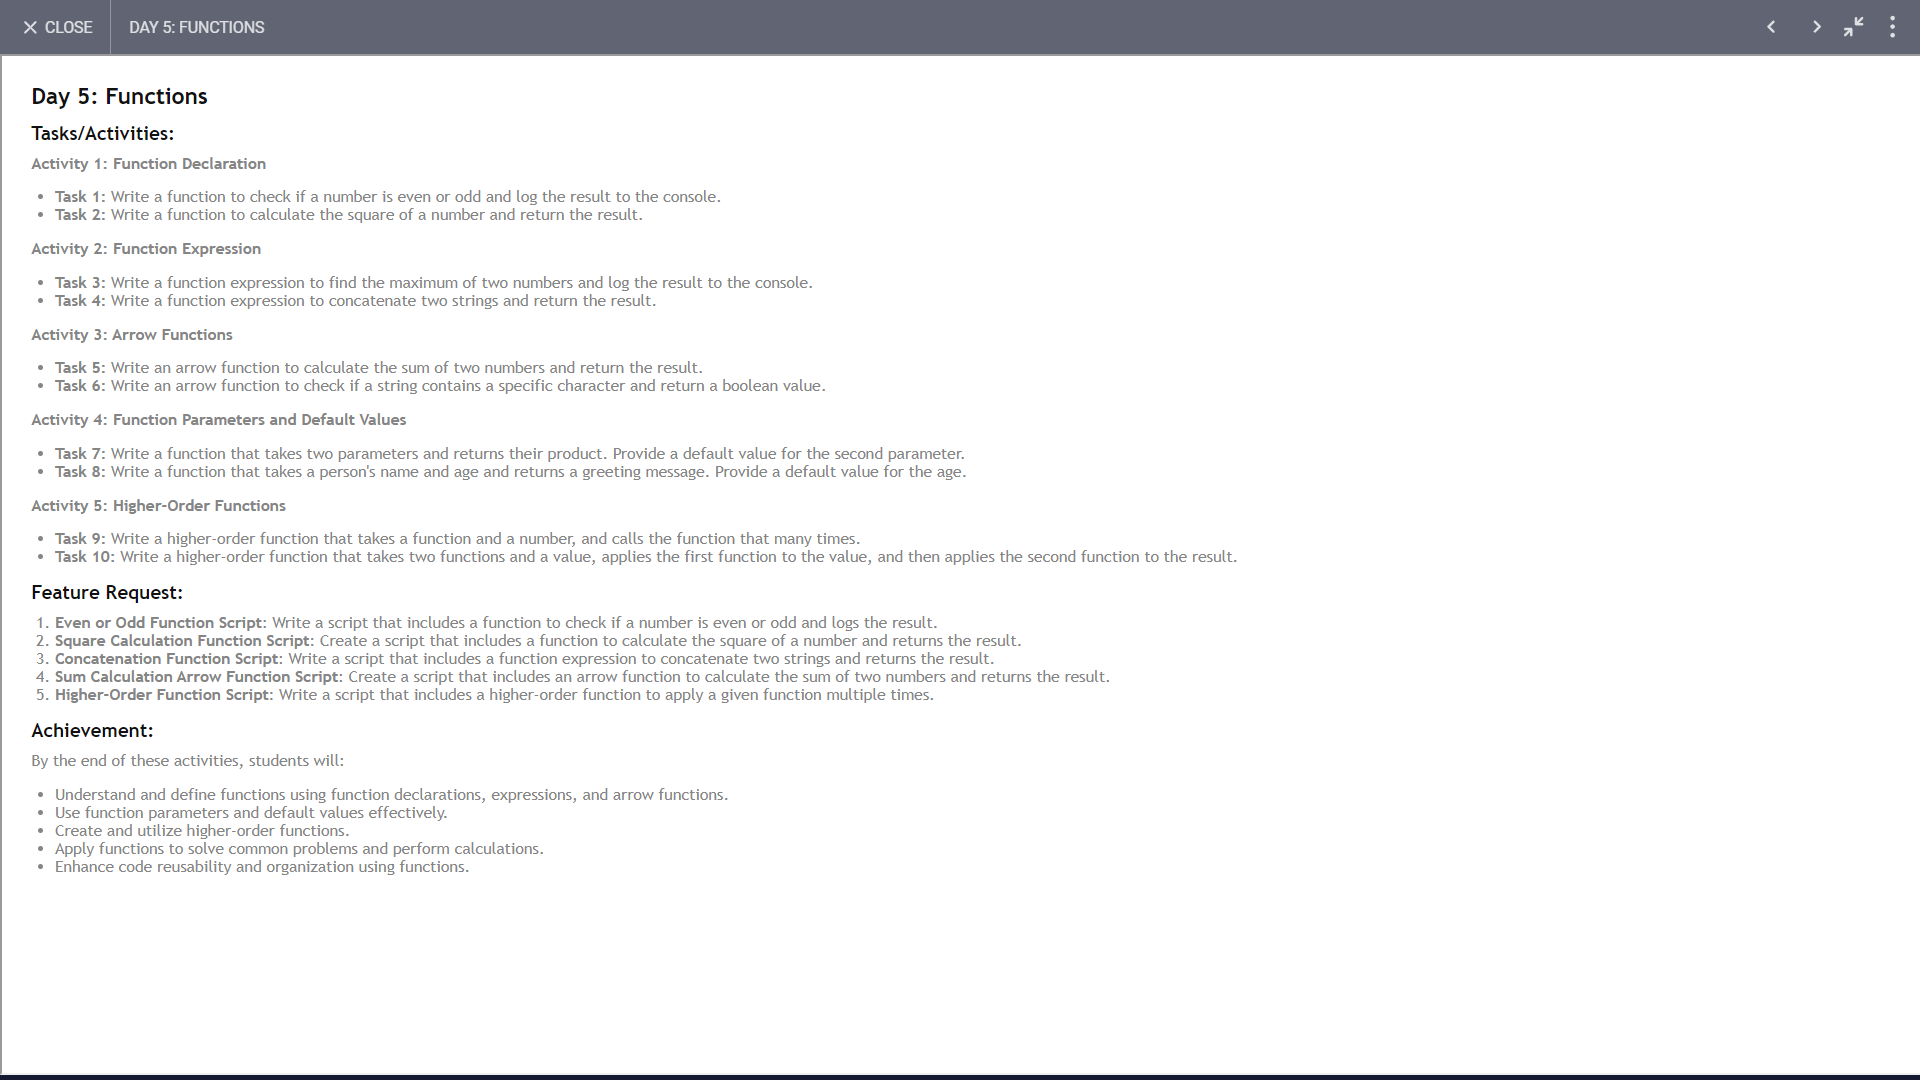 CLOSE
DAY 5: FUNCTIONS
Day 5: Functions
Tasks/Activities:
Activity 1: Function Declaration
• Task 1: Write a function to check if a number is even or odd and log the result to the console.
• Task 2: Write a function to calculate the square of a number and return the result.
Activity 2: Function Expression
• Task 3: Write a function expression to find the maximum of two numbers and log the result to the console.
• Task 4: Write a function expression to concatenate two strings and return the result.
Activity 3: Arrow Functions
• Task 5: Write an arrow function to calculate the sum of two numbers and return the result.
• Task 6: Write an arrow function to check if a string contains a specific character and return a boolean value.
Activity 4: Function Parameters and Default Values
• Task 7: Write a function that takes two parameters and returns their product. Provide a default value for the second parameter.
• Task 8: Write a function that takes a person's name and age and returns a greeting message. Provide a default value for the age.
Activity 5: Higher-Order Functions
• Task 9: Write a higher-order function that takes a function and a number, and calls the function that many times.
• Task 10: Write a higher-order function that takes two functions and a value, applies the first function to the value, and then applies the second function to the result.
Feature Request:
1. Even or Odd Function Script: Write a script that includes a function to check if a number is even or odd and logs the result.
2. Square Calculation Function Script: Create a script that includes a function to calculate the square of a number and returns the result.
3. Concatenation Function Script: Write a script that includes a function expression to concatenate two strings and returns the result.
4. Sum Calculation Arrow Function Script: Create a script that includes an arrow function to calculate the sum of two numbers and returns the result.
5. Higher-Order Function Script: Write a script that includes a higher-order function to apply a given function multiple times.
Achievement:
By the end of these activities, students will:
• Understand and define functions using function declarations, expressions, and arrow functions.
• Use function parameters and default values effectively.
• Create and utilize higher-order functions.
• Apply functions to solve common problems and perform calculations.
• Enhance code reusability and organization using functions.